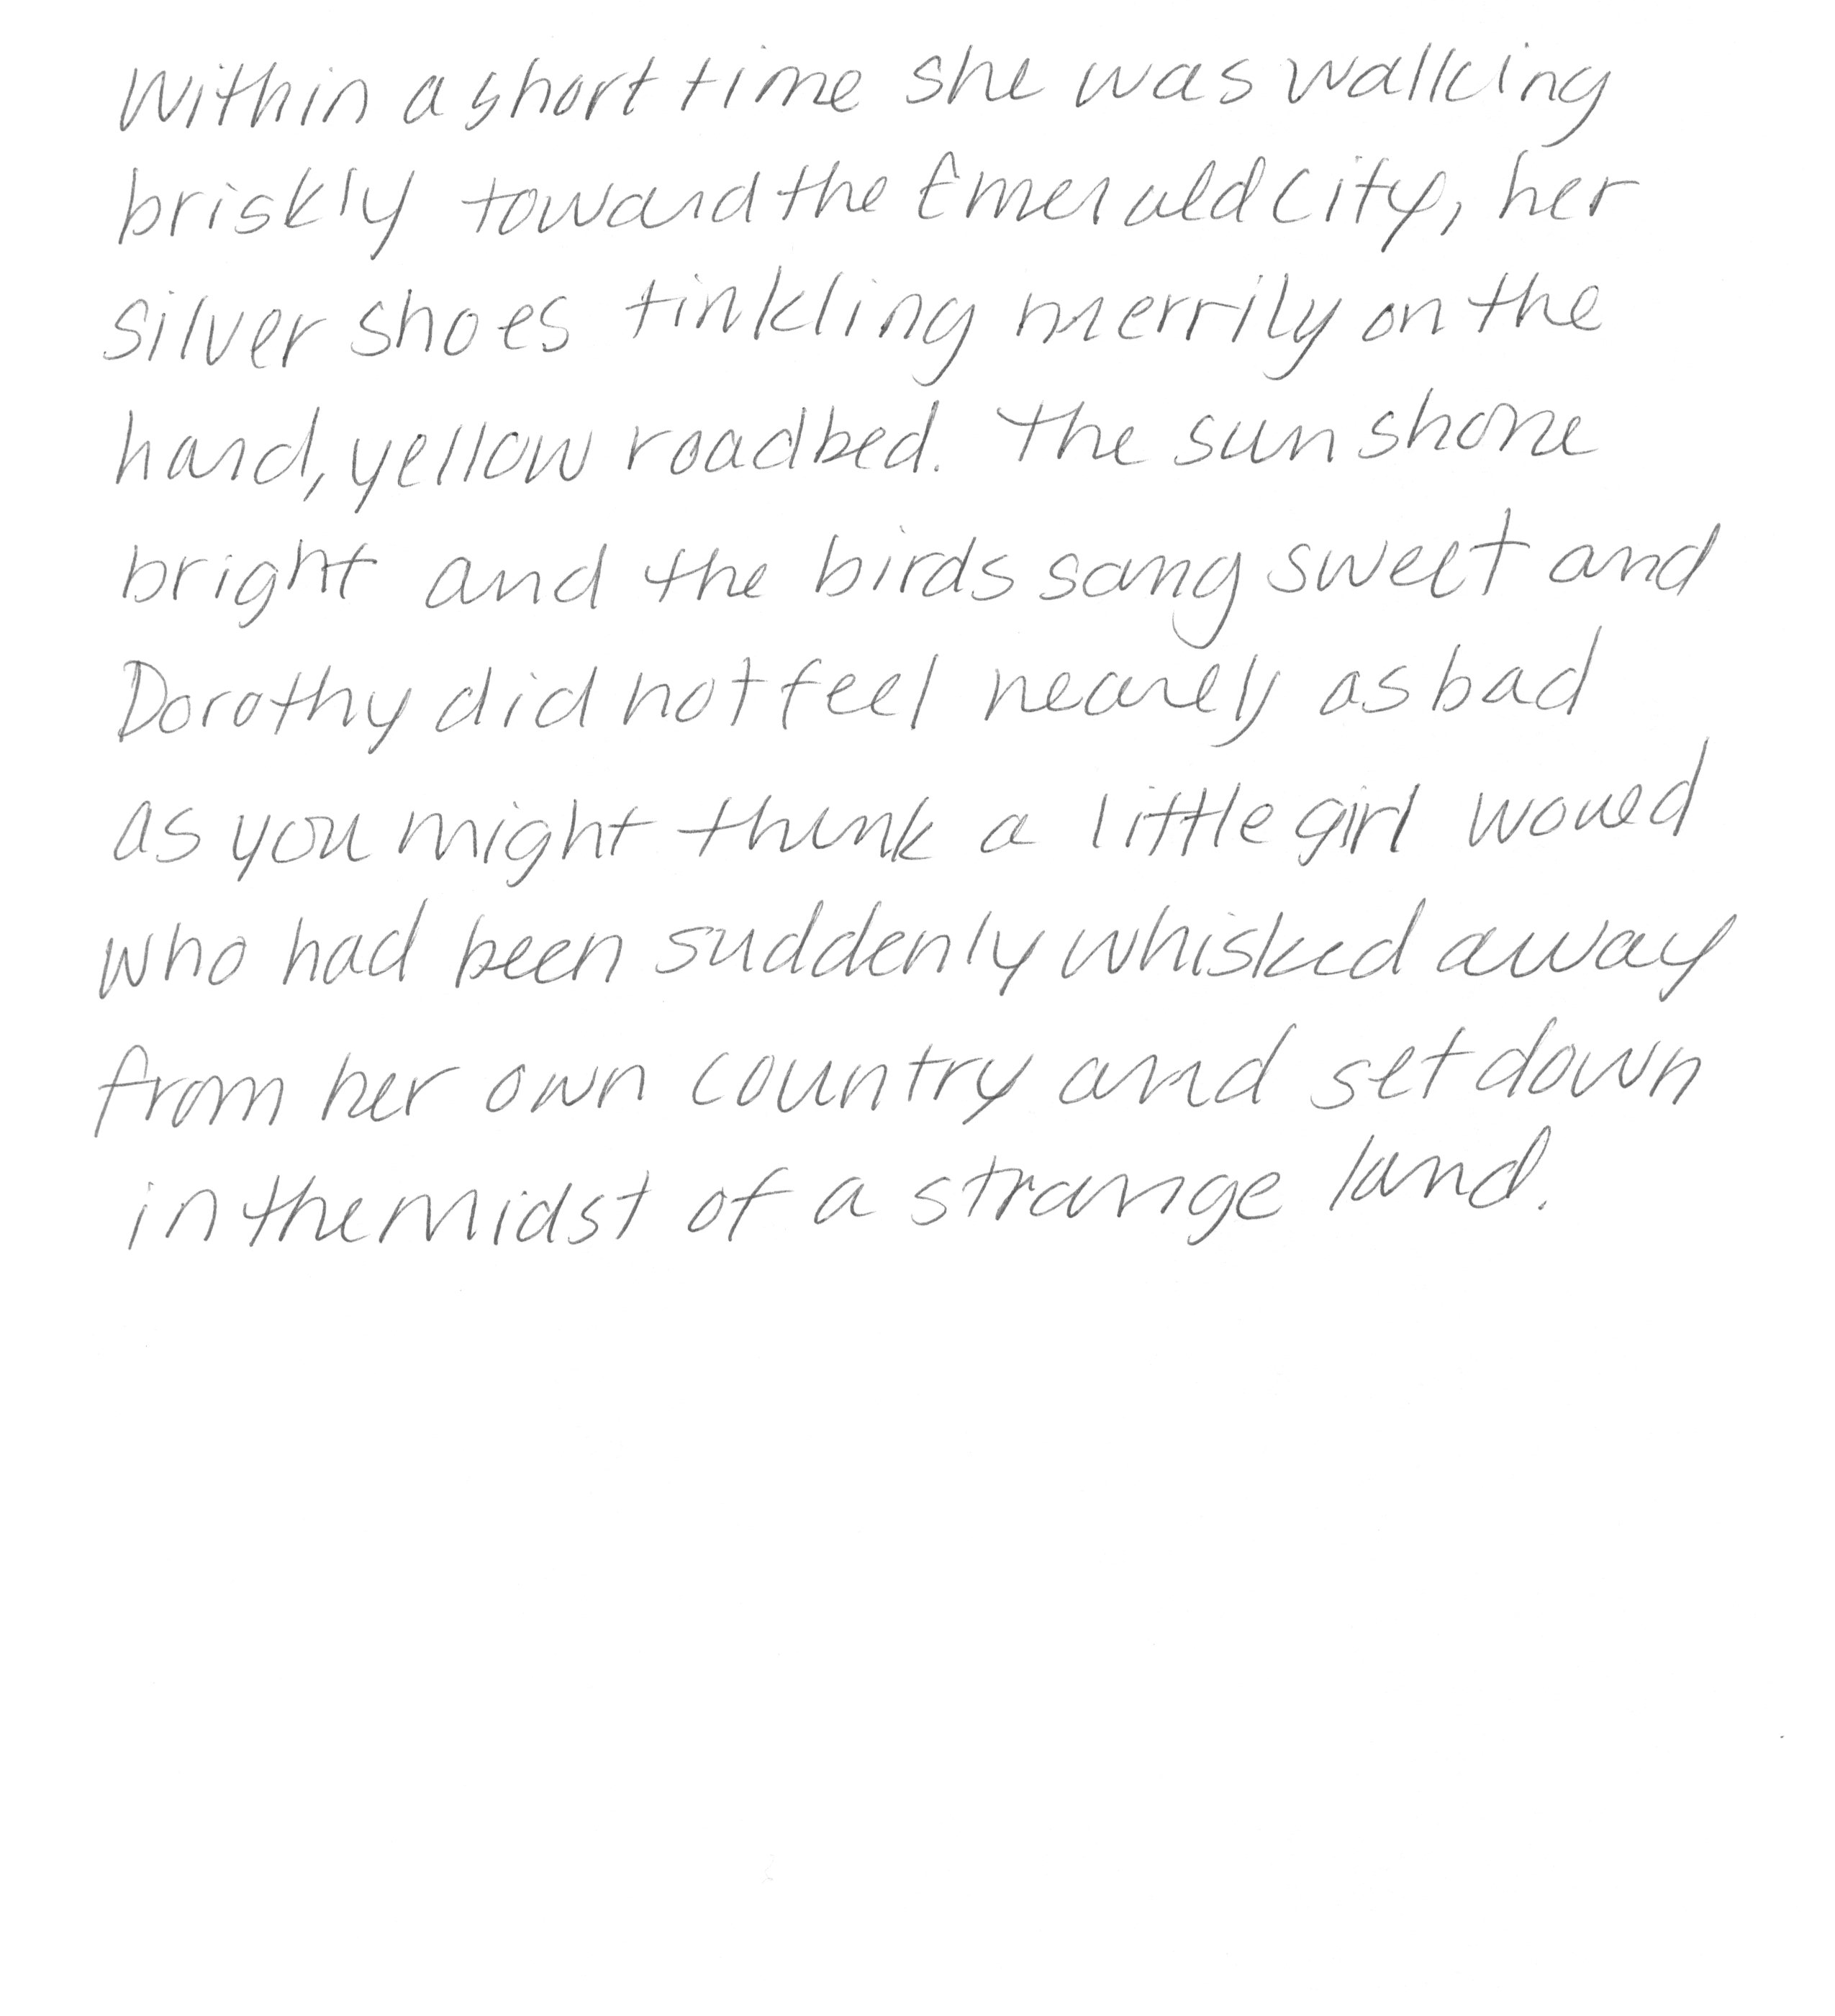 Within a short time she was walking
briskly toward the Emerald City, her
silver shoes tinkling merrily on the
hard, yellow roadbed. The sun shone
bright and the birds sang sweet and
Dorothy did not feel nearly as bad
as you might think a little girl would
who had been suddenly whisked away
from her own country and set down
in the midst of a strange land.